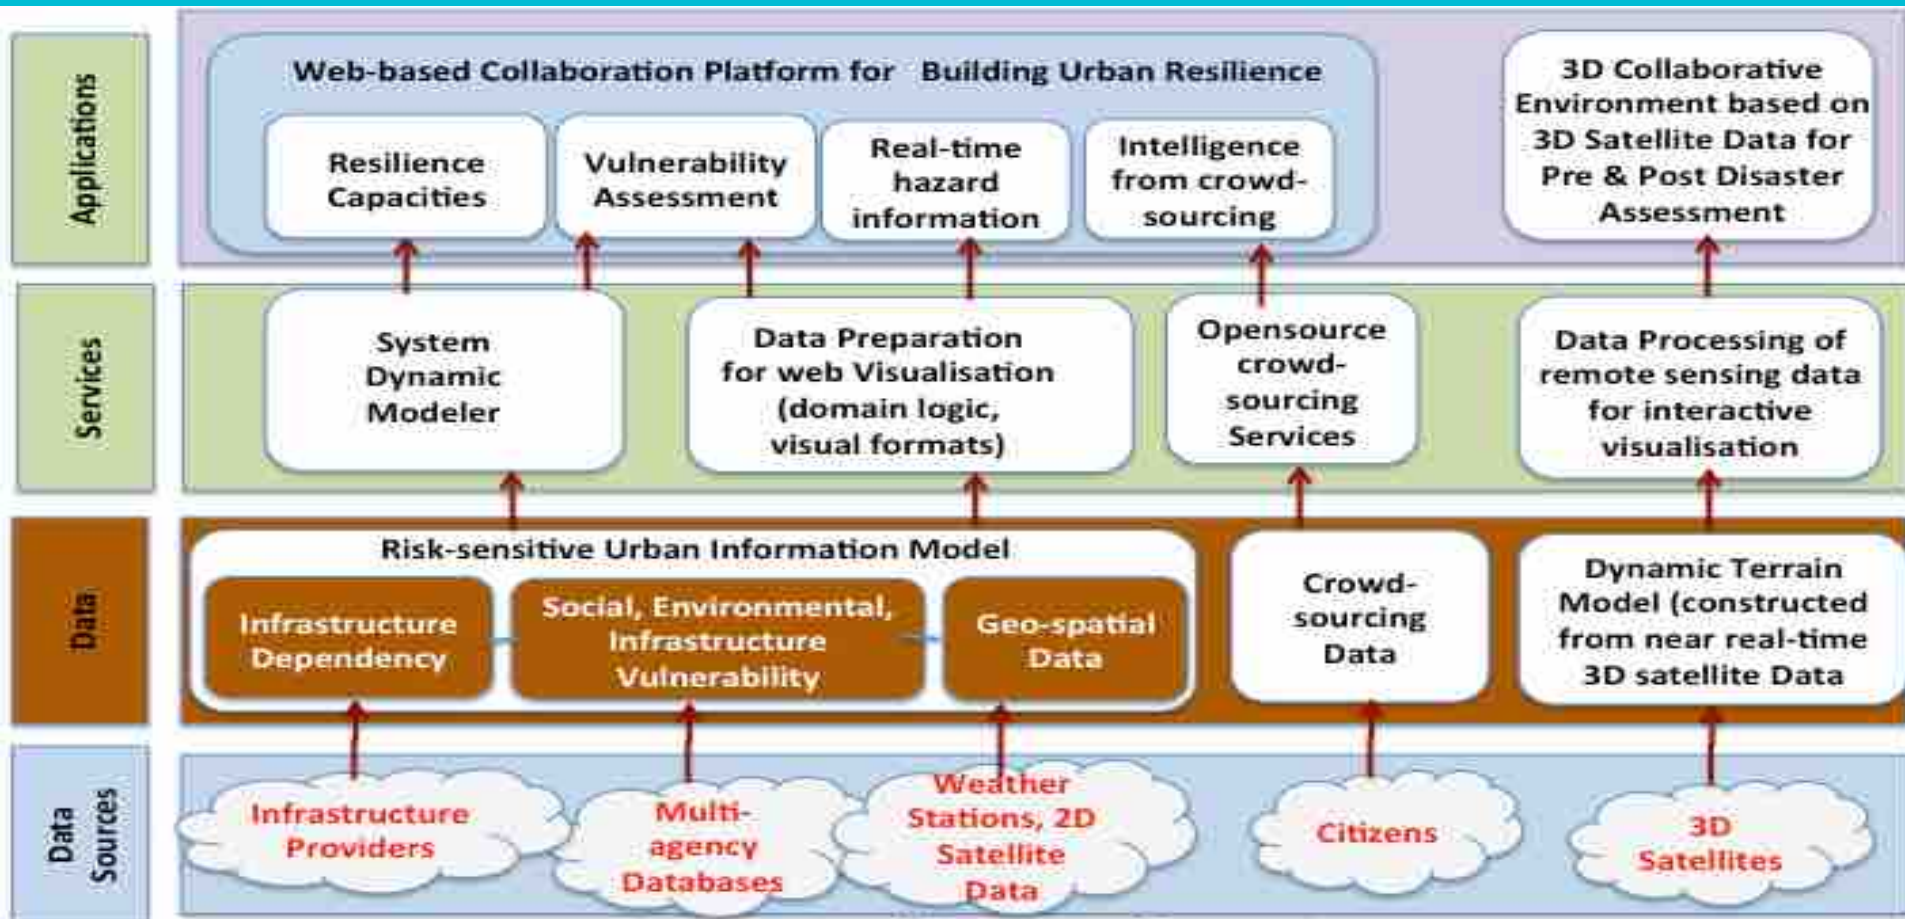 Applications
Web-based Collaboration Platform for Building Urban Resilience
Resilience
Capacities
Vulnerability
Assessment
Real-time
hazard
information
Intelligence
from crowd-
sourcing
3D Collaborative
Environment based on
3D Satellite Data for
Pre & Post Disaster
Assessment
Services
System
Dynamic
Modeler
Data Preparation
for web Visualisation
(domain logic,
visual formats)
Opensource
crowd-
sourcing
Services
Data Processing of
remote sensing data
for interactive
visualisation
Data
Risk-sensitive Urban Information Model
Infrastructure
Dependency
Social, Environmental,
Infrastructure
Vulnerability
Geo-spatial
Data
Crowd-
sourcing
Data
Dynamic Terrain
Model (constructed
from near real-time
3D satellite Data
Data
Sources
Infrastructure
Providers
Multi-
agency
Databases
Weather
Stations, 2D
Satellite
Data
Citizens
3D
Satellites